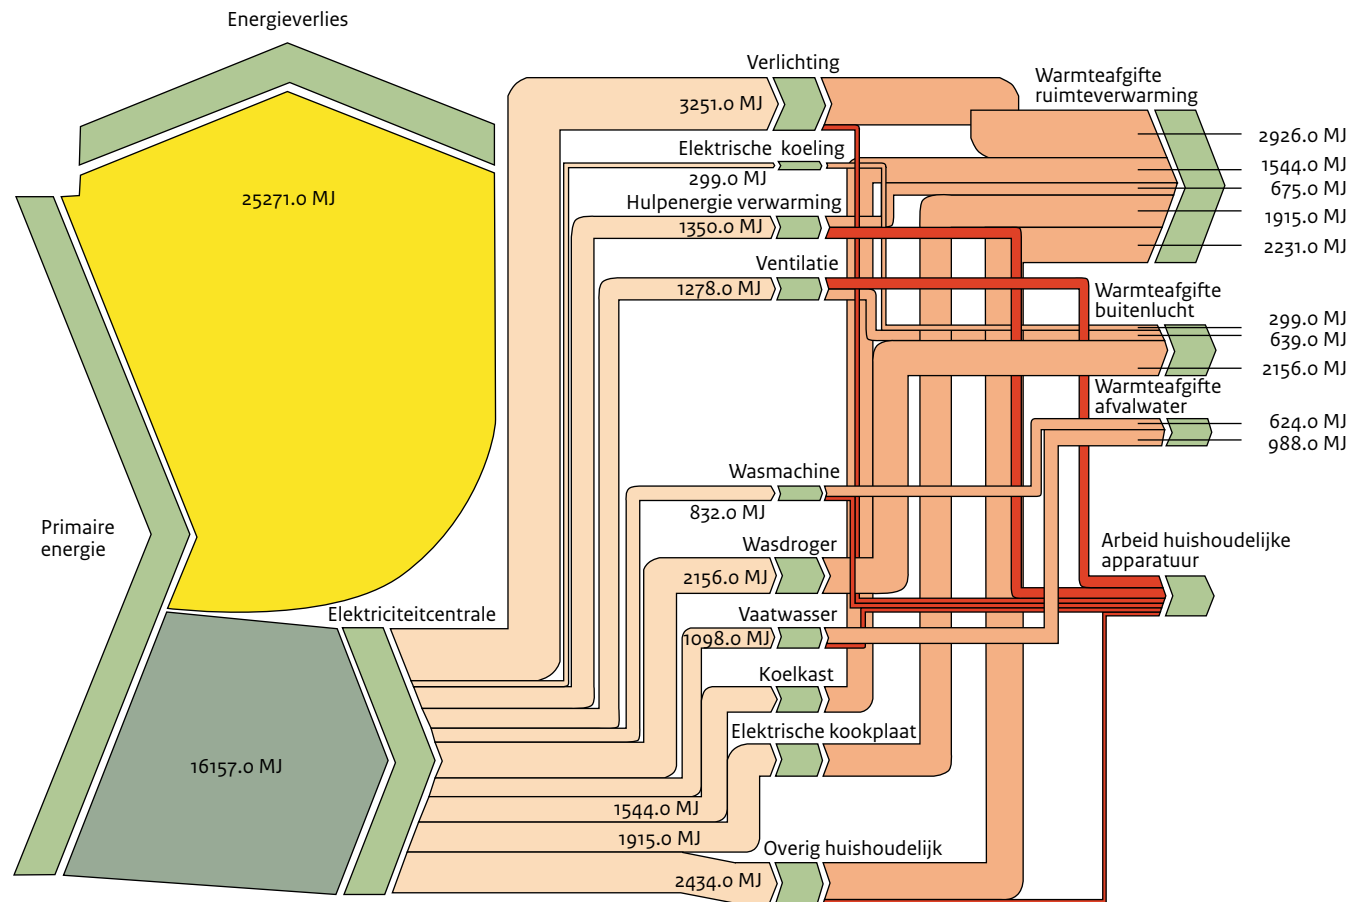 Energieverlies
Verlichting
Warmteafgifte
ruimteverwarming
3251.0 MJ
2926.0 MJ
Elektrische koeling
1544.0 MJ
299.0 MJ
675.0 MJ
25271.0 MJ
Hulpenergie verwarming
1915.0 MJ
1350.0 MJ
2231.0 MJ
Ventilatie
1278.0 MJ
Warmteafgifte
buitenlucht
299.0 MJ
639.0 MJ
2156.0 MJ
Warmteafgifte
afvalwater
624.0 MJ
988.0 MJ
Wasmachine
832.0 MJ
Primaire
energie
Wasdroger
2156.0 MJ
Arbeid huishoudelijke
apparatuur
Elektriciteitcentrale
Vaatwasser
1098.0 MJ
Koelkast
Elektrische kookplaat
16157.0 MJ
1544.0 MJ
1915.0 MJ
Overig huishoudelijk
2434.0 MJ